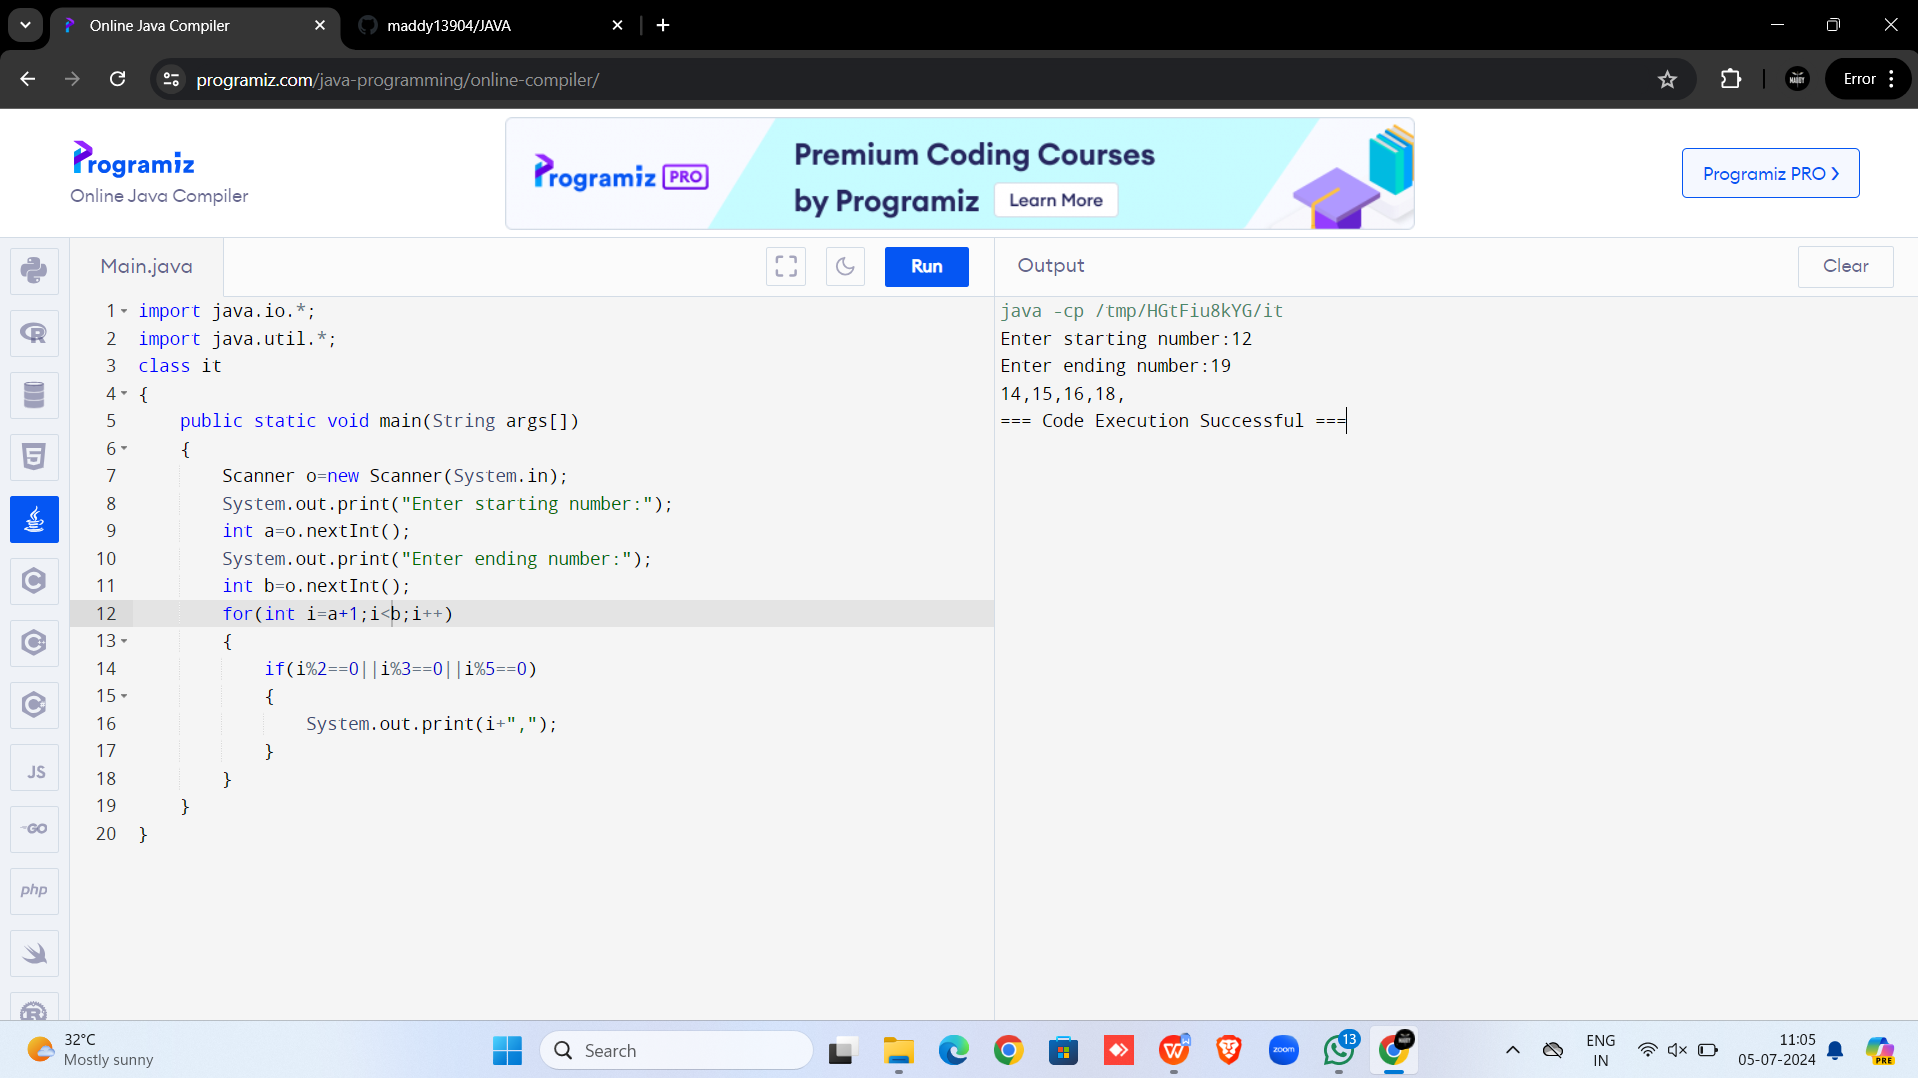 Online Java Compiler
maddy13904/JAVA
programiz.com/java-programming/online-compiler/
Error
Programiz
Online Java Compiler
Programiz PRO
Premium Coding Courses
by Programiz
Learn More
Programiz PRO
Main.java
Run
Output
Clear
1 import java.io.*;
2 import java.util.*;
3 class it
4 {
5 public static void main(String args[])
6 {
7 Scanner o=new Scanner(System.in);
8 System.out.print("Enter starting number:");
9 int a=o.nextInt();
10 System.out.print("Enter ending number:");
11 int b=o.nextInt();
12 for(int i=a+1;i<b;i++)
13 {
14 if(i%2==0||i%3==0||i%5==0)
15 {
16 System.out.print(i+",");
17 }
18 }
19 }
20 }
java -cp /tmp/HGtFiu8kYG/it
Enter starting number:12
Enter ending number:19
14,15,16,18,
=== Code Execution Successful ===
R
5
C
C
C
JS
GO
php
R
32°C
Mostly sunny
Search
W
zoom
13
ENG
IN
11:05
05-07-2024
PRE